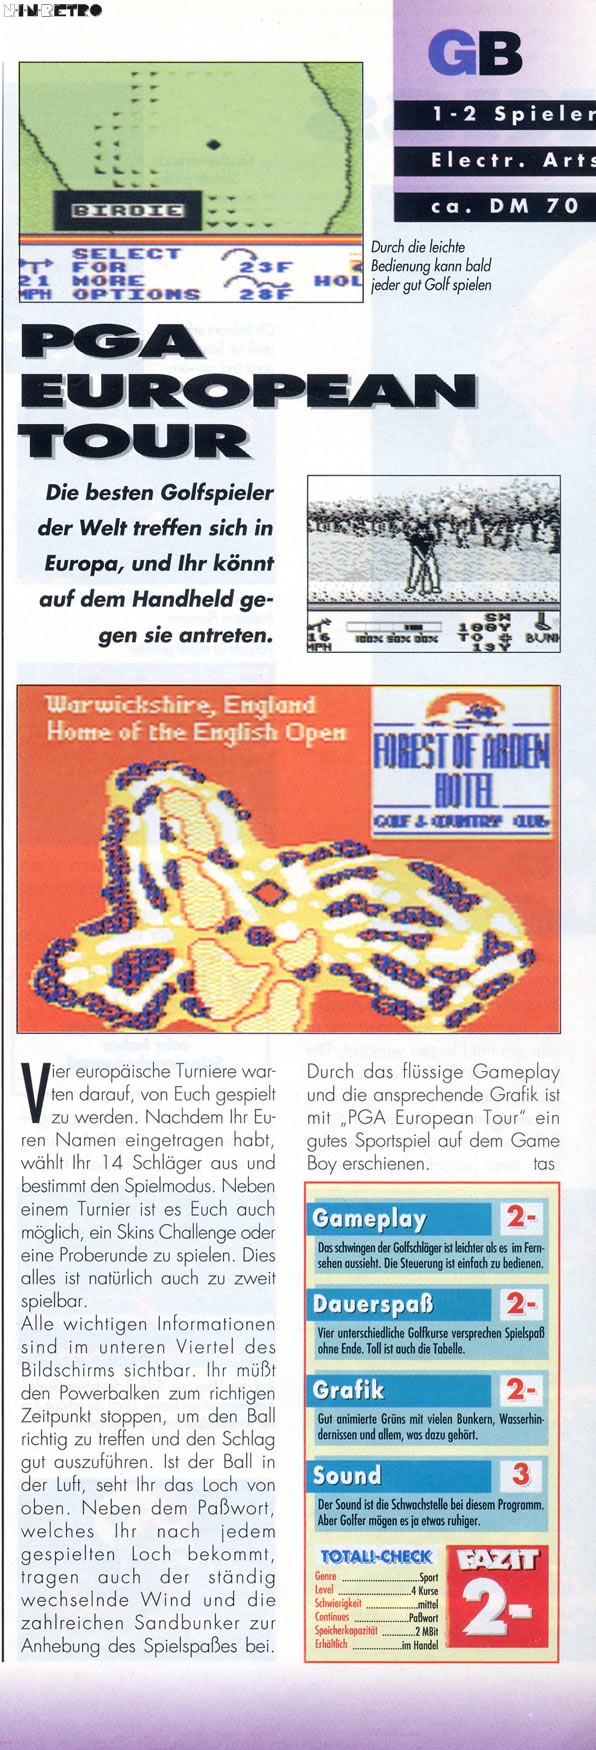 N-I-N-RETRO
GB
1-2 Spieler
Electr. Arts
ca. DM 70
BIRDIE
SELECT
FOR 23F
21 MORE HOL
MPH OPTIONS 28F
Durch die leichte
Bedienung kann bald
jeder gut Golf spielen
PGA
EUROPEAN
TOUR
Die besten Golfspieler
der Welt treffen sich in
Europa, und Ihr könnt
auf dem Handheld ge-
gen sie antreten.
SW
188Y
16 100% 50% 00% TO BUNK
MPH 13Y
Warwickshire, England
Home of the English Open
FOREST OF ARDEN
HOTEL
GOLF & COUNTRY CLUB
Vier europäische Turniere war-
ten darauf, von Euch gespielt
zu werden. Nachdem Ihr Eu-
ren Namen eingetragen habt,
wählt Ihr 14 Schläger aus und
bestimmt den Spielmodus. Neben
einem Turnier ist es Euch auch
möglich, ein Skins Challenge oder
eine Proberunde zu spielen. Dies
alles ist natürlich auch zu zweit
spielbar.
Alle wichtigen Informationen
sind im unteren Viertel des
Bildschirms sichtbar. Ihr müßt
den Powerbalken zum richtigen
Zeitpunkt stoppen, um den Ball
richtig zu treffen und den Schlag
gut auszuführen. Ist der Ball in
der Luft, seht Ihr das Loch von
oben. Neben dem Paßwort,
welches Ihr nach jedem
gespielten Loch bekommt,
tragen auch der ständig
wechselnde Wind und die
zahlreichen Sandbunker zur
Anhebung des Spielspaßes bei.
Durch das flüssige Gameplay
und die ansprechende Grafik ist
mit „PGA European Tour" ein
gutes Sportspiel auf dem Game
Boy erschienen. tas
Gameplay 2-
Das schwingen der Golfschläger ist leichter als es im Fern-
sehen aussieht. Die Steuerung ist einfach zu bedienen.
Dauerspaß 2-
Vier unterschiedliche Golfkurse versprechen Spielspaß
ohne Ende. Toll ist auch die Tabelle.
Grafik 2-
Gut animierte Grüns mit vielen Bunkern, Wasserhin-
dernissen und allem, was dazu gehört.
Sound 3
Der Sound ist die Schwachstelle bei diesem Programm.
Aber Golfer mögen es ja etwas ruhiger.
TOTAL!-CHECK
Genre ....................Sport
Level ....................4 Kurse
Schwierigkeit ..............mittel
Continues ..................Paßwort
Speicherkapazität ............2 MBit
Erhältlich ..............im Handel
FAZIT
2-